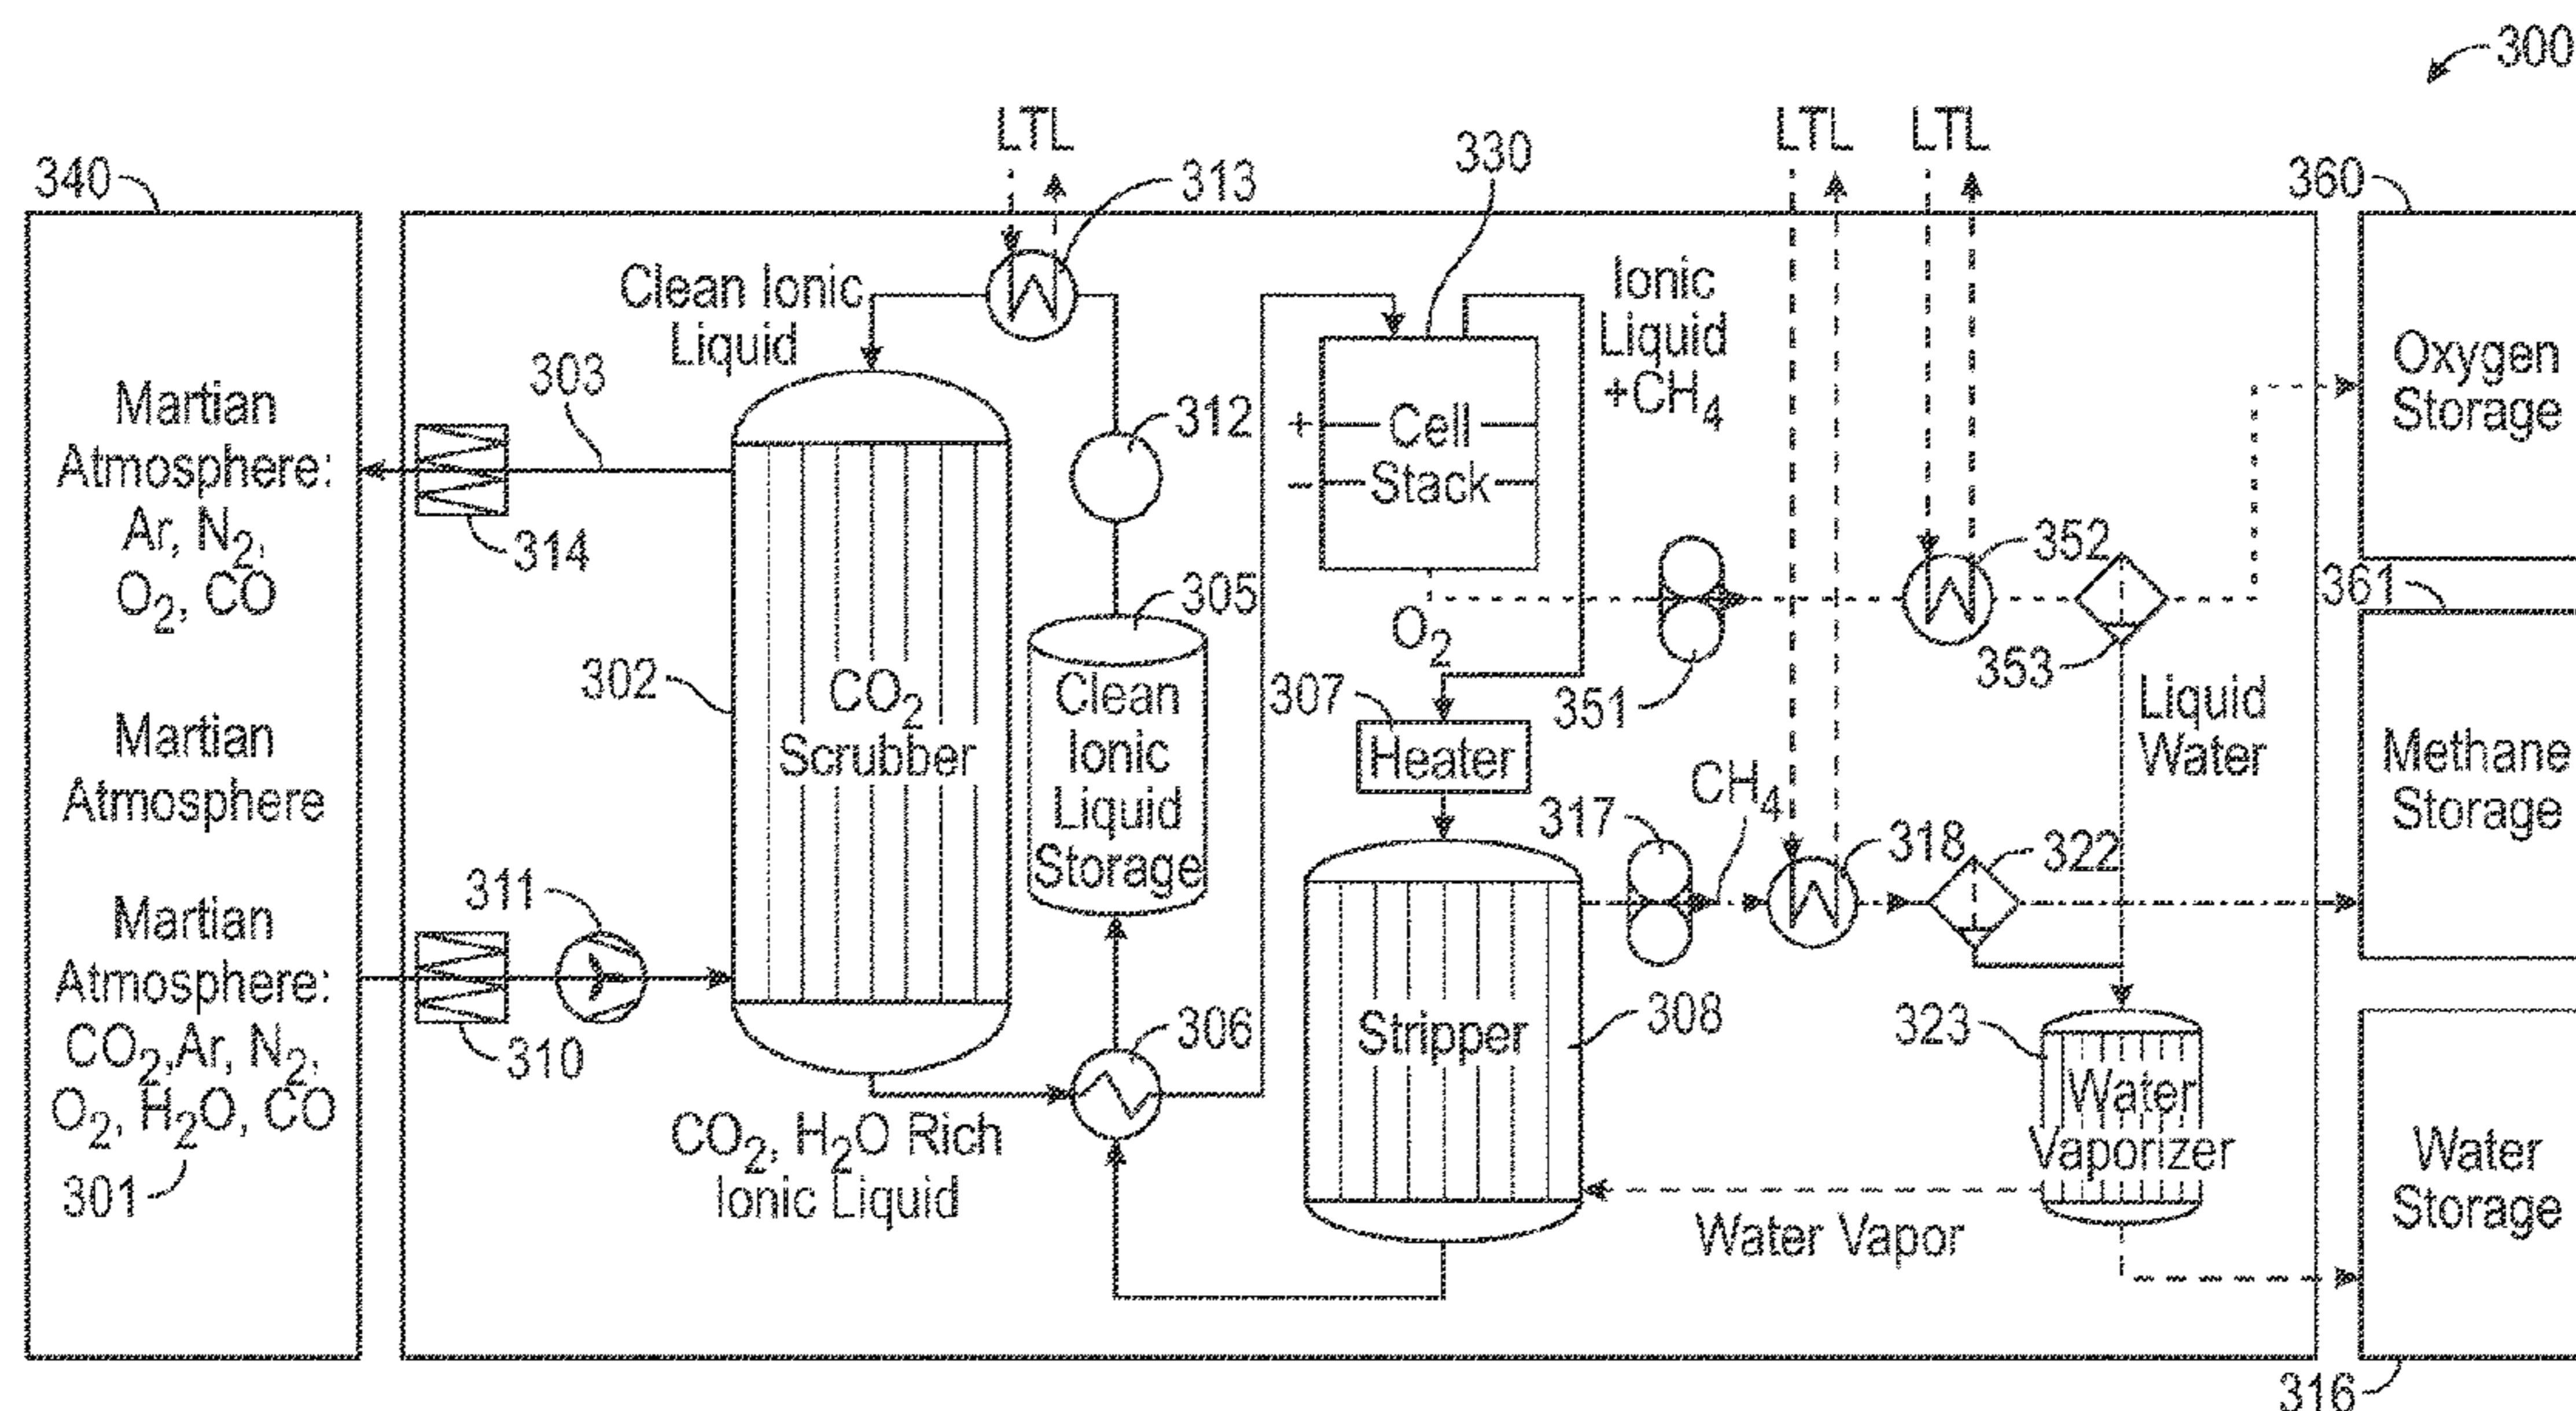 300
LTL
LTL
LTL
340
313
330
360
Clean Ionic
Liquid
Ionic
Liquid
+CH4
Martian
Atmosphere:
Ar, N2,
O2, CO
303
314
312
+
Cell
-
Stack
Oxygen
Storage
352
361
353
O2
351
305
302
CO2
Scrubber
Clean
Ionic
Liquid
Storage
307
Heater
Liquid
Water
Methane
Storage
Martian
Atmosphere
311
317
CH4
318
322
Martian
Atmosphere:
CO2,Ar, N2,
O2, H2O, CO
301
310
306
Stripper
308
323
Water
Vaporizer
Water
Storage
CO2, H2O Rich
Ionic Liquid
Water Vapor
316